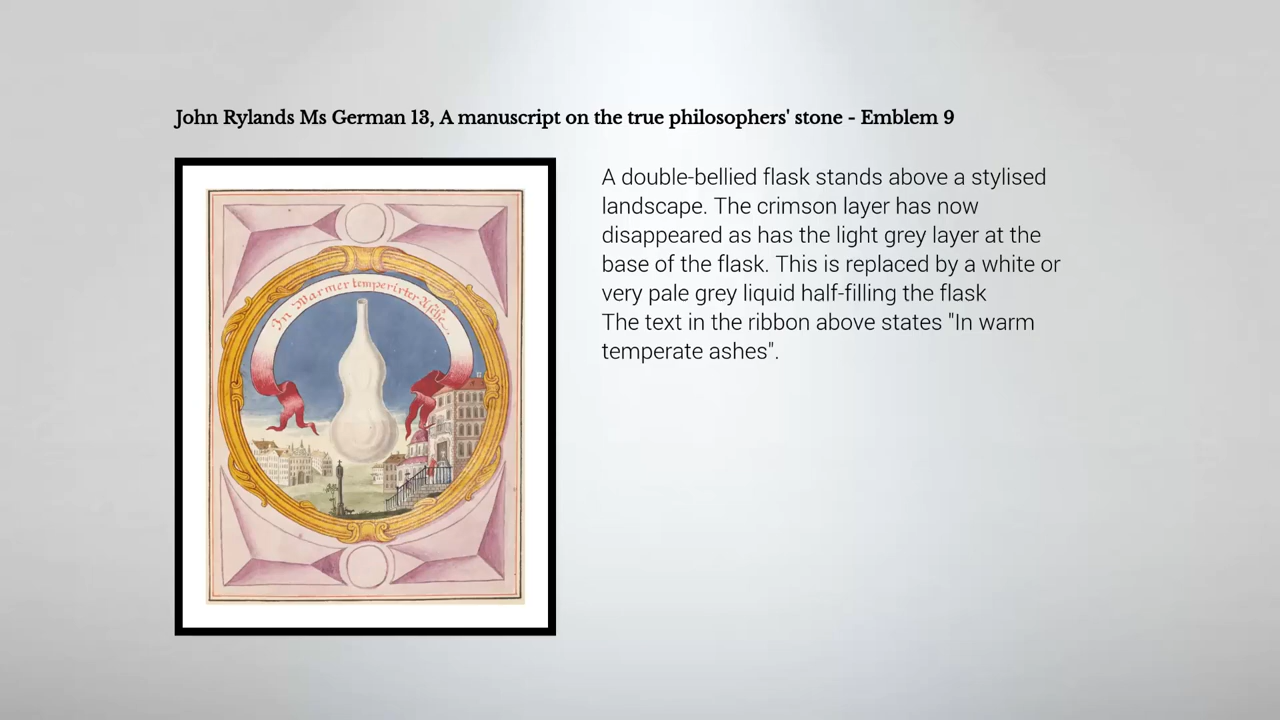 John Rylands Ms German 13, A manuscript on the true philosophers' stone - Emblem 9
In Warmer temperirter Asche.
A double-bellied flask stands above a stylised
landscape. The crimson layer has now
disappeared as has the light grey layer at the
base of the flask. This is replaced by a white or
very pale grey liquid half-filling the flask
The text in the ribbon above states "In warm
temperate ashes".